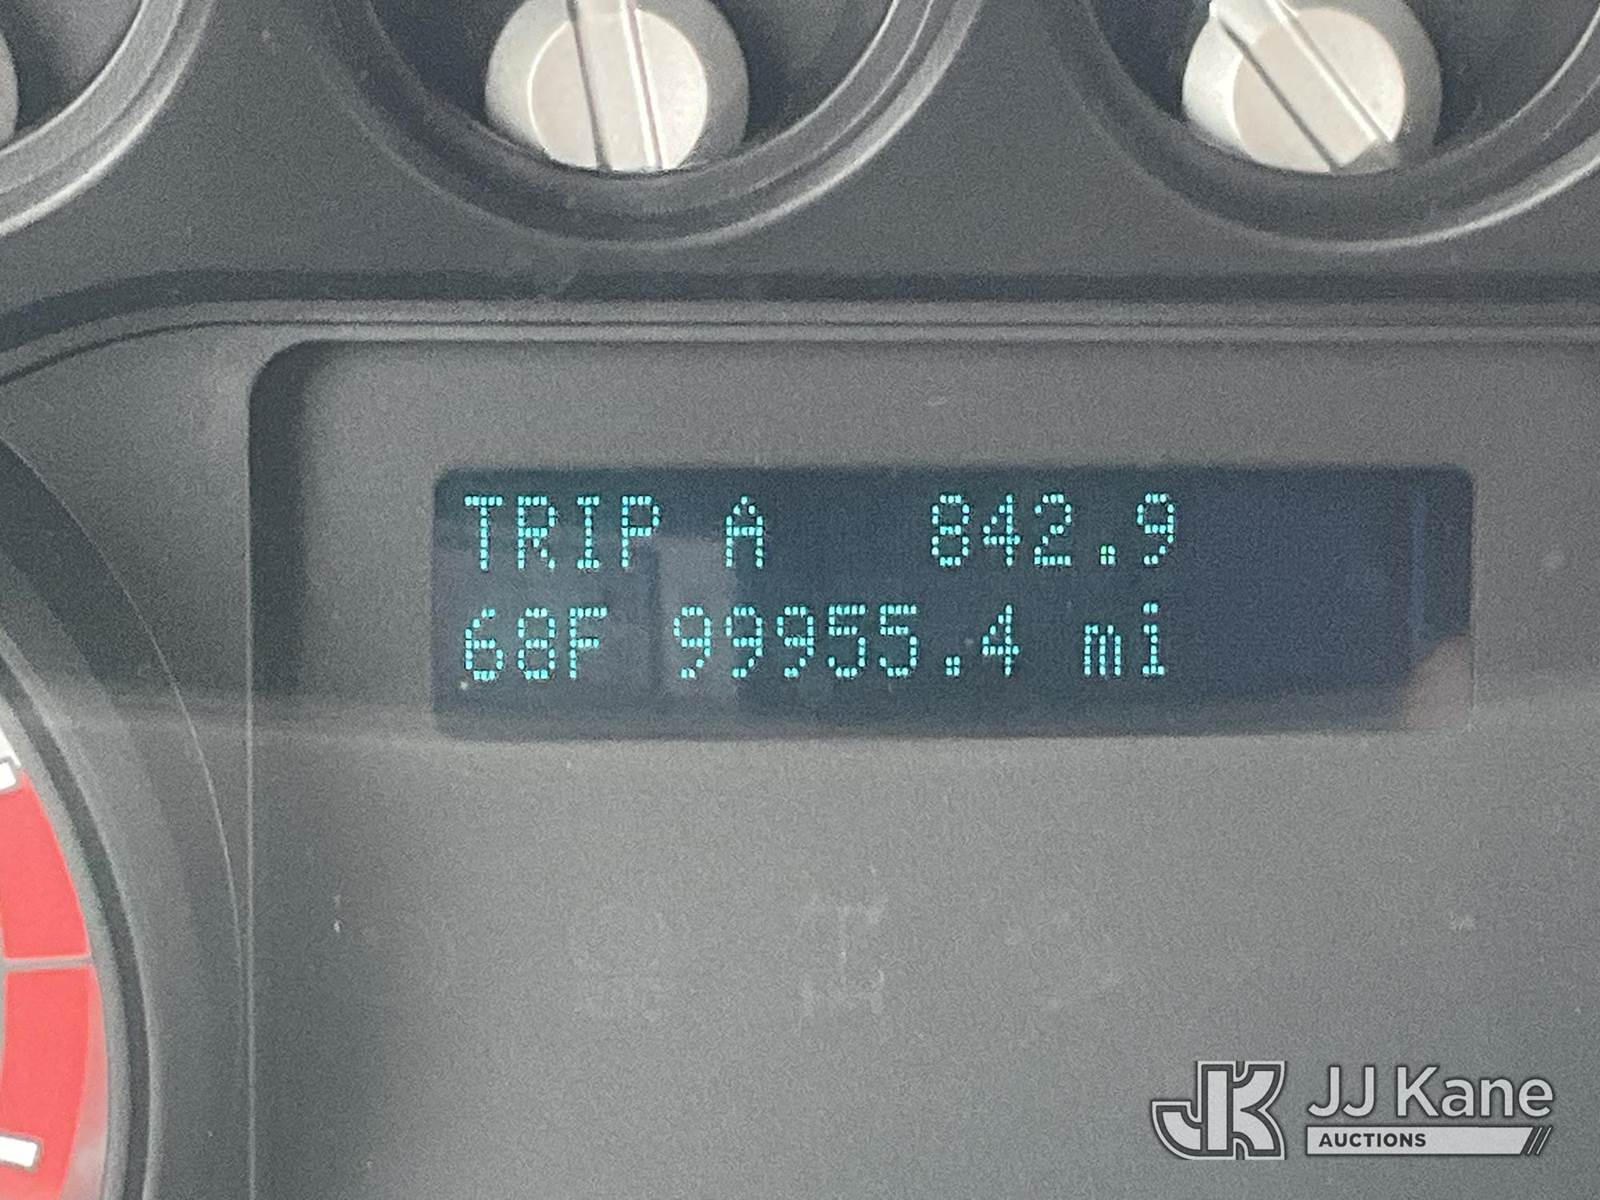 TRIP A 842.9
68F 99955.4 mi
JK JJ Kane
AUCTIONS